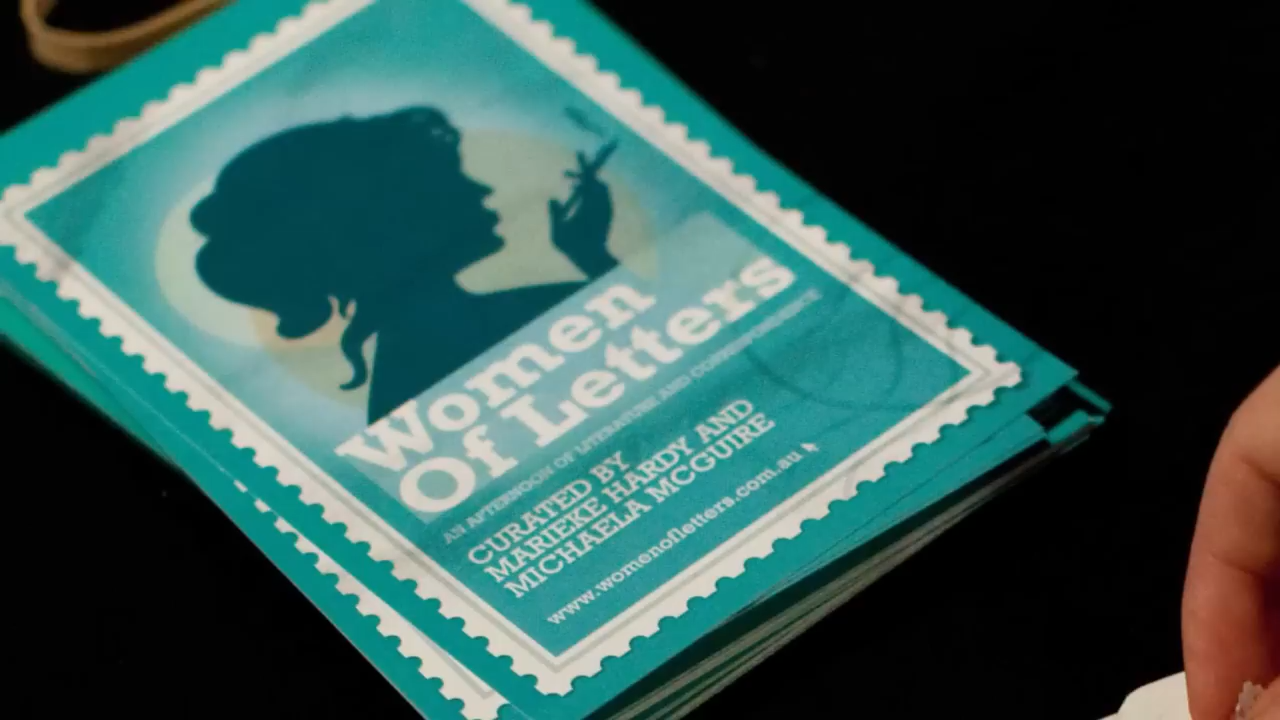 Women
Of Letters
AN AFTERNOON OF LITERATURE AND CORRESPONDENCE
CURATED BY
MARIEKE HARDY AND
MICHAELA MCGUIRE
www.womenofletters.com.au